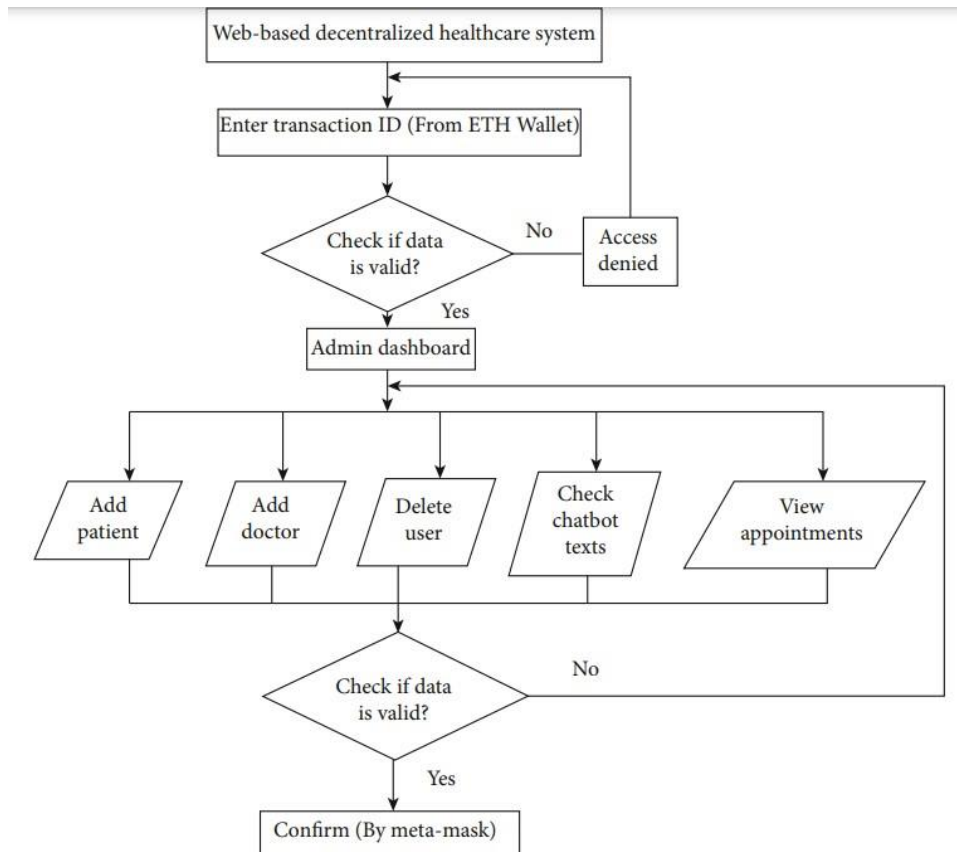 Web-based decentralized healthcare system
Enter transaction ID (From ETH Wallet)
Check if data
is valid?
No
Access
denied
Yes
Admin dashboard
Add
patient
Add
doctor
Delete
user
Check
chatbot
texts
View
appointments
Check if data
is valid?
No
Yes
Confirm (By meta-mask)